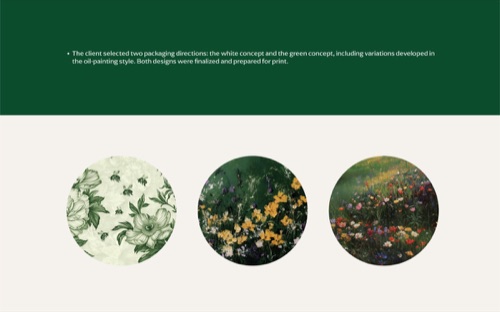 • The client selected two packaging directions: the white concept and the green concept, including variations developed in
the oil-painting style. Both designs were finalized and prepared for print.